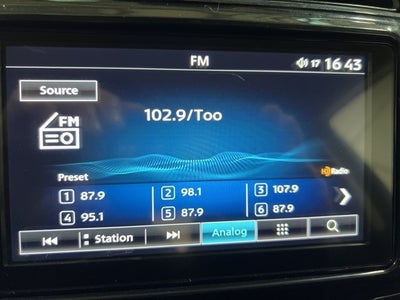 FM
17 16 43
Source
FM
102.9/Too
HD Radio
Preset
1 87.9 2 98.1 3 107.9
4 95.1 5 87.9 6 87.9
Station Analog